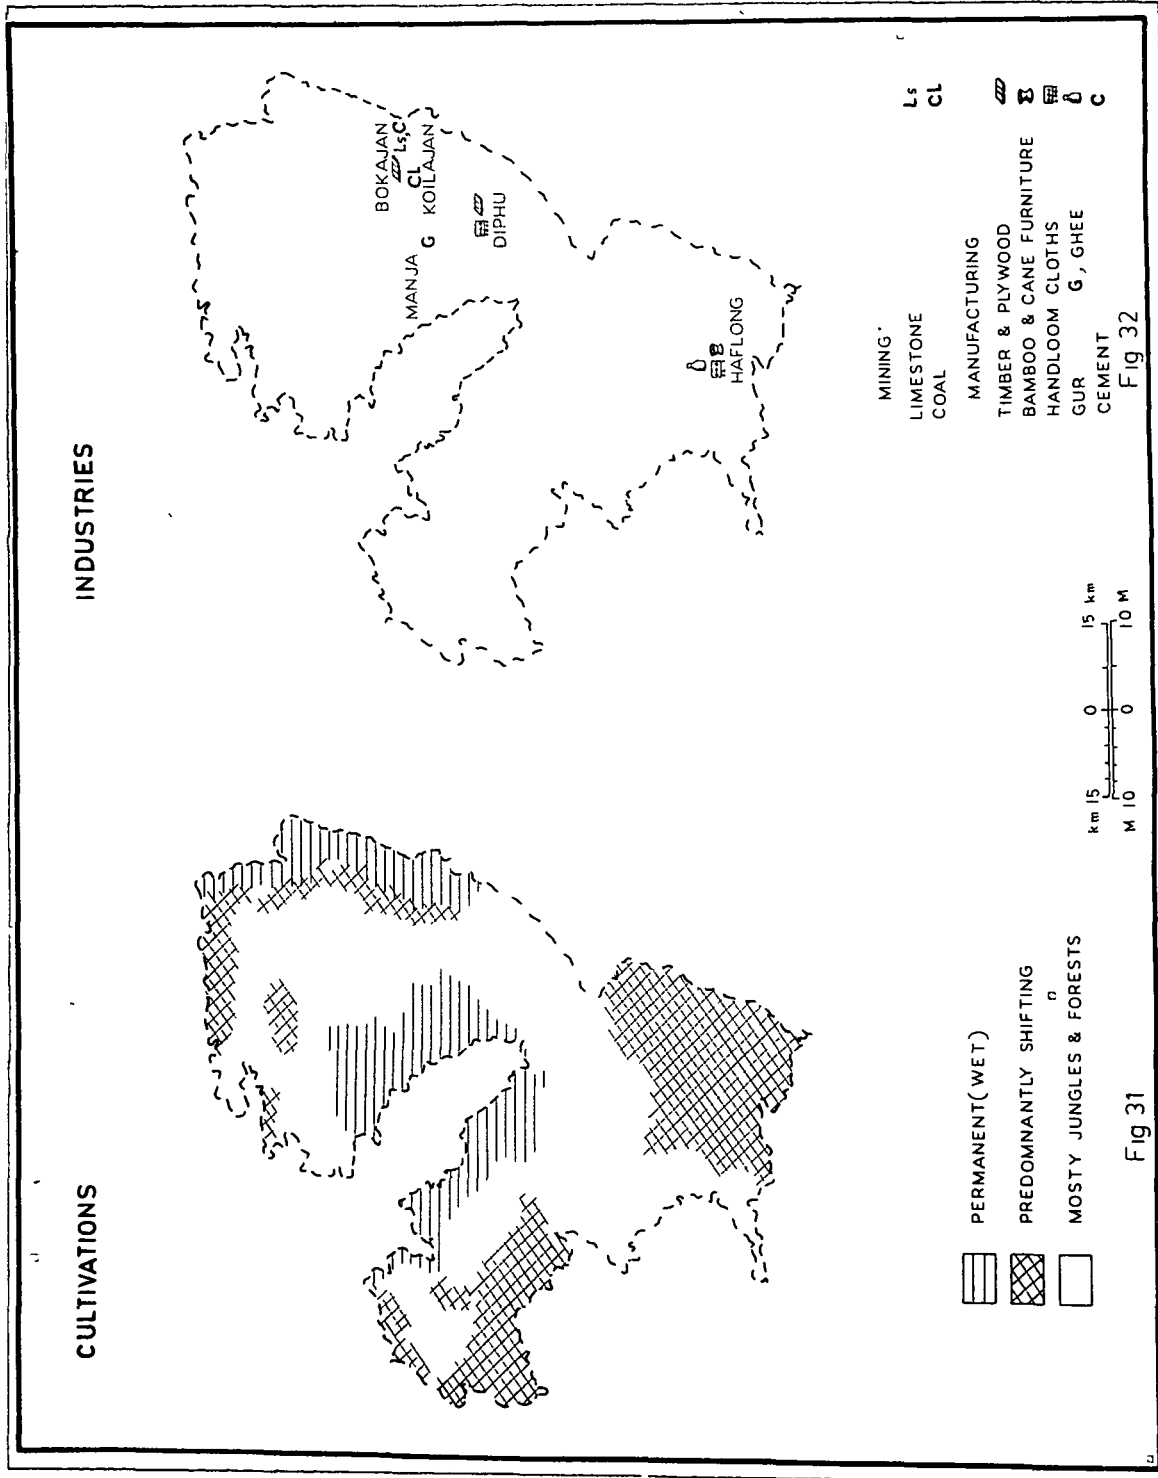 CULTIVATIONS
PERMANENT(WET)
PREDOMNANTLY SHIFTING
MOSTY JUNGLES & FORESTS
Fig 31
km 15 0 15 km
M 10 0 10 M
INDUSTRIES
BOKAJAN
Ls,C
CL
KOILAJAN
MANJA
G
DIPHU
HAFLONG
MINING
LIMESTONE Ls
COAL CL
MANUFACTURING
TIMBER & PLYWOOD
BAMBOO & CANE FURNITURE
HANDLOOM CLOTHS
GUR G, GHEE
CEMENT C
Fig 32